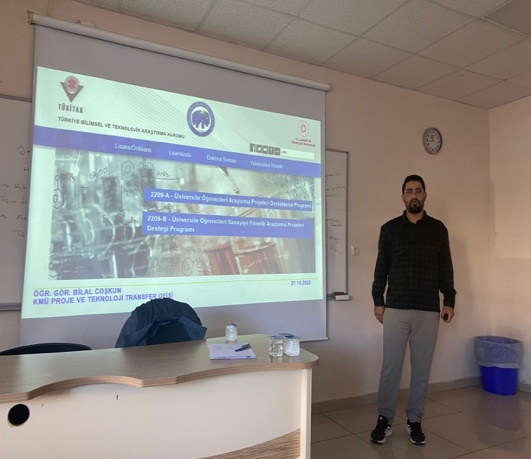 TÜBİTAK
TÜRKİYE BİLİMSEL VE TEKNOLOJİK ARAŞTIRMA KURUMU
Lisans/Önlisans
Lisansüstü
Doktora Sonrası
2209-A - Üniversite Öğrencileri Araştırma Projeleri Destekleme Programı
2209-B - Üniversite Öğrencileri Sanayiye Yönelik Araştırma Projeleri
Desteği Programı
ÖĞR. GÖR. BİLAL COŞKUN
KMÜ PROJE VE TEKNOLOJİ TRANSFER OFİSİ